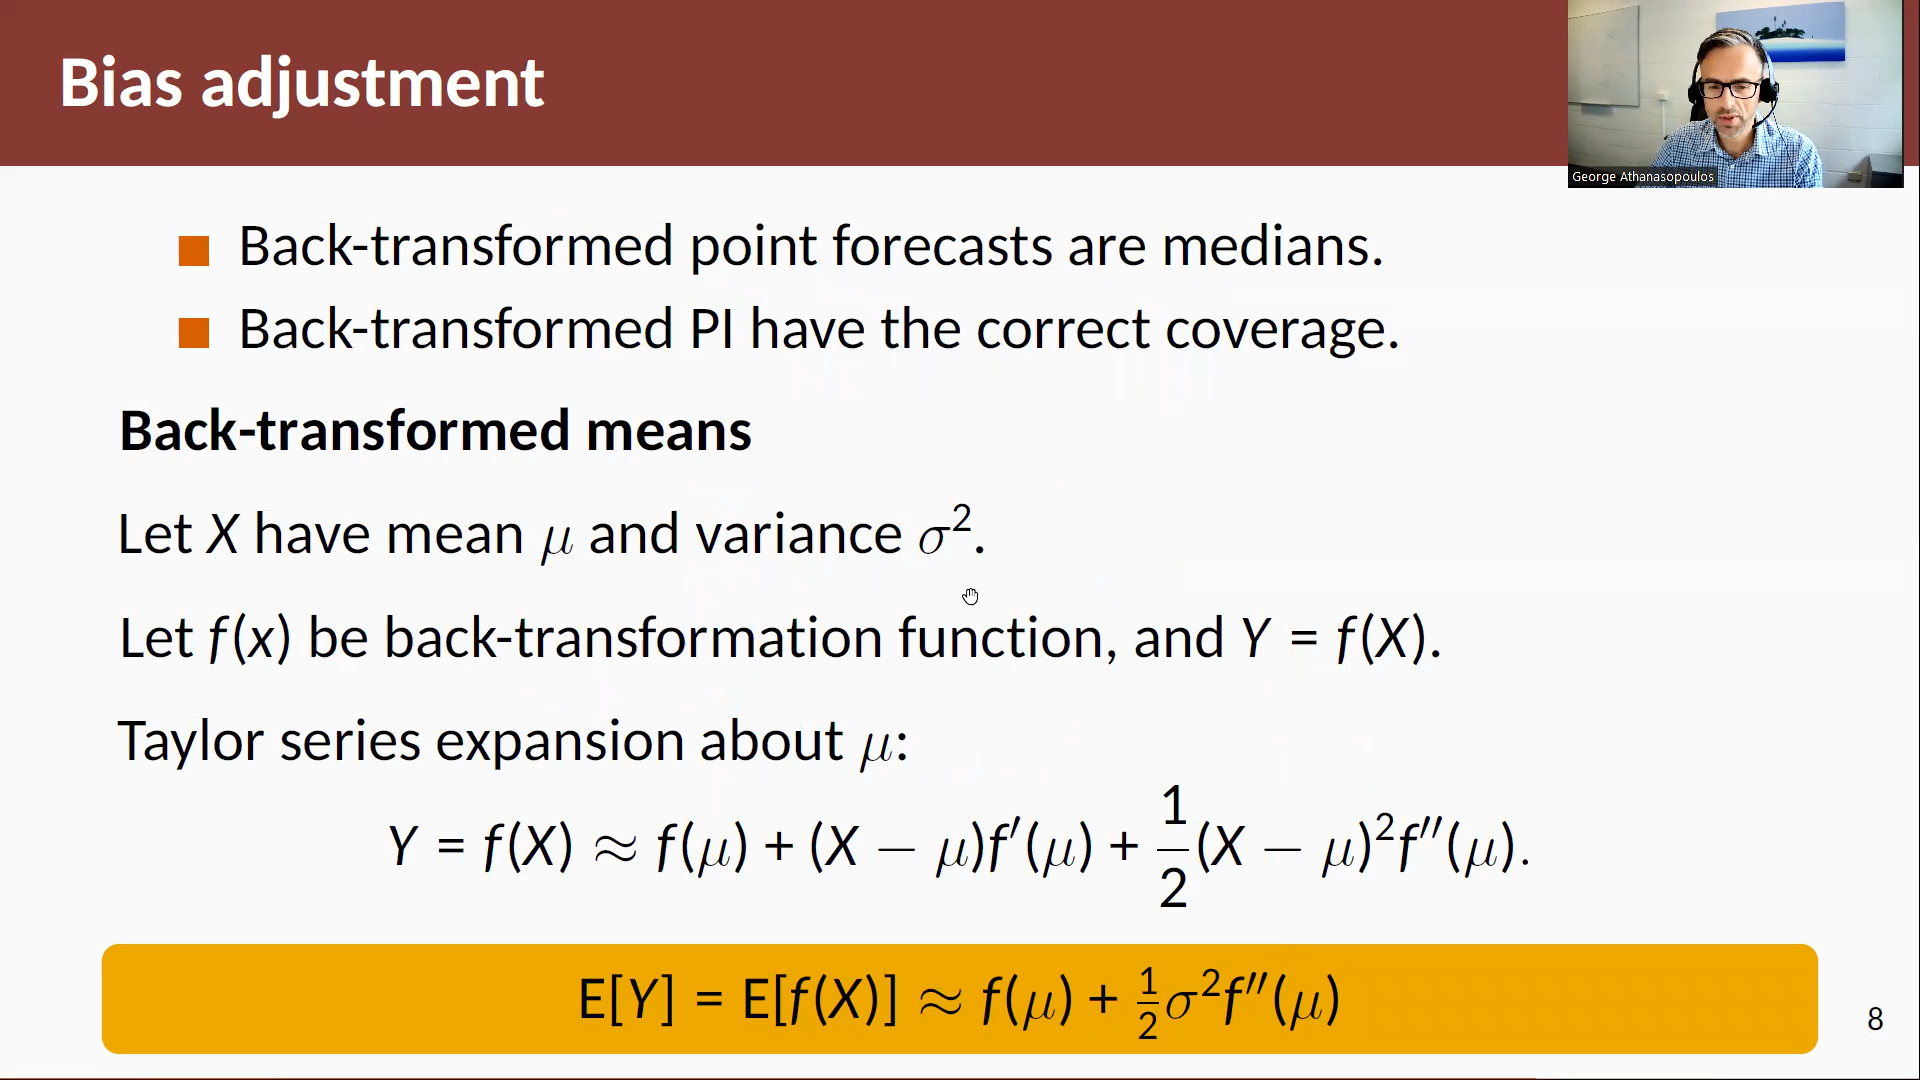 Bias adjustment
George Athanasopoulos
■ Back-transformed point forecasts are medians.
■ Back-transformed PI have the correct coverage.
Back-transformed means
Let X have mean μ and variance σ².
Let f(x) be back-transformation function, and Y = f(X).
Taylor series expansion about μ:
Y = f(X) ≈ f(μ) + (X − μ)f′(μ) + 1/2 (X − μ)²f″(μ).
E[Y] = E[f(X)] ≈ f(μ) + ½σ²f″(μ)
8